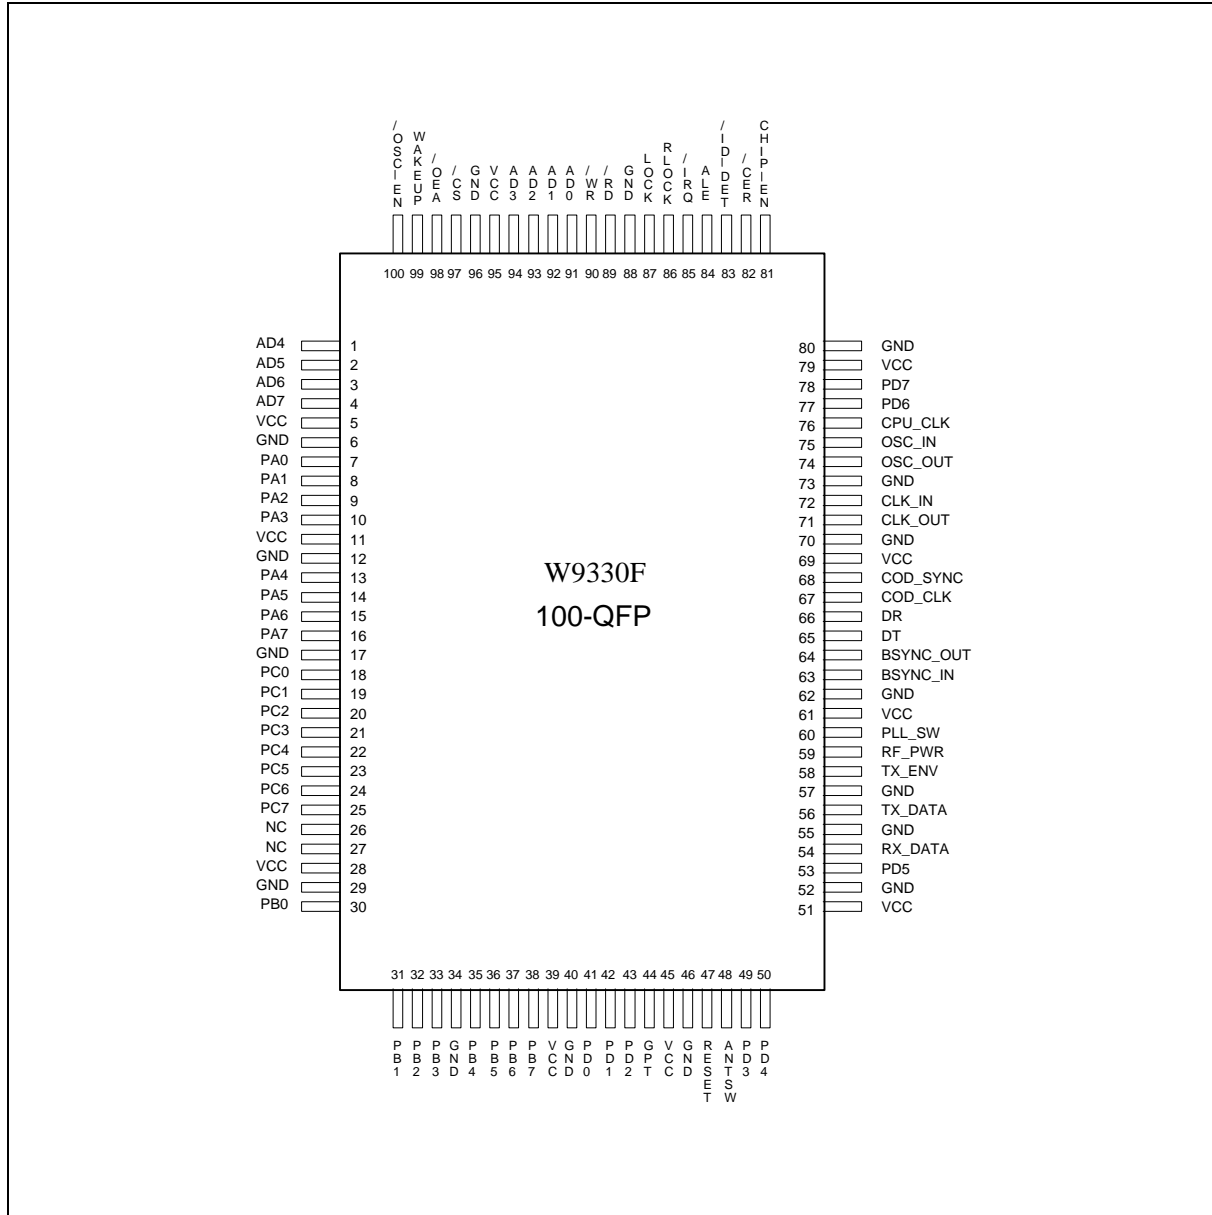 /OSCIEN WAKEUP /OEA /CS GND VCC AD3 AD2 AD1 AD0 /WR /RD GND LOCK RLOCK /IRQ ALE /IDIDET /CER CHIPIEN
100 99 98 97 96 95 94 93 92 91 90 89 88 87 86 85 84 83 82 81
AD4 1 80 GND
AD5 2 79 VCC
AD6 3 78 PD7
AD7 4 77 PD6
VCC 5 76 CPU_CLK
GND 6 75 OSC_IN
PA0 7 74 OSC_OUT
PA1 8 73 GND
PA2 9 72 CLK_IN
PA3 10 71 CLK_OUT
VCC 11 70 GND
GND 12 69 VCC
PA4 13 68 COD_SYNC
PA5 14 67 COD_CLK
PA6 15 66 DR
PA7 16 65 DT
GND 17 64 BSYNC_OUT
PC0 18 63 BSYNC_IN
PC1 19 62 GND
PC2 20 61 VCC
PC3 21 60 PLL_SW
PC4 22 59 RF_PWR
PC5 23 58 TX_ENV
PC6 24 57 GND
PC7 25 56 TX_DATA
NC 26 55 GND
NC 27 54 RX_DATA
VCC 28 53 PD5
GND 29 52 GND
PB0 30 51 VCC
W9330F
100-QFP
31 32 33 34 35 36 37 38 39 40 41 42 43 44 45 46 47 48 49 50
PB1 PB2 PB3 GND PB4 PB5 PB6 PB7 VCC GND PD0 PD1 PD2 GPT VCC GND RESET ANTSW PD3 PD4